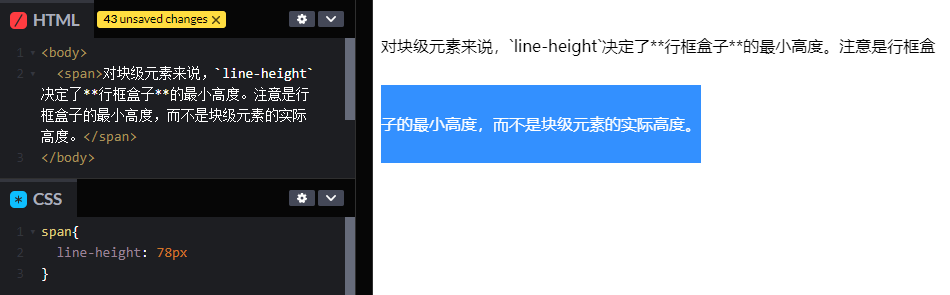 / HTML 43 unsaved changes ×
1 <body>
2 <span>对块级元素来说，`line-height`
决定了**行框盒子**的最小高度。注意是行
框盒子的最小高度，而不是块级元素的实际
高度。</span>
3 </body>
* CSS
1 span{
2 line-height: 78px
3 }
对块级元素来说，`line-height`决定了**行框盒子**的最小高度。注意是行框盒
子的最小高度，而不是块级元素的实际高度。